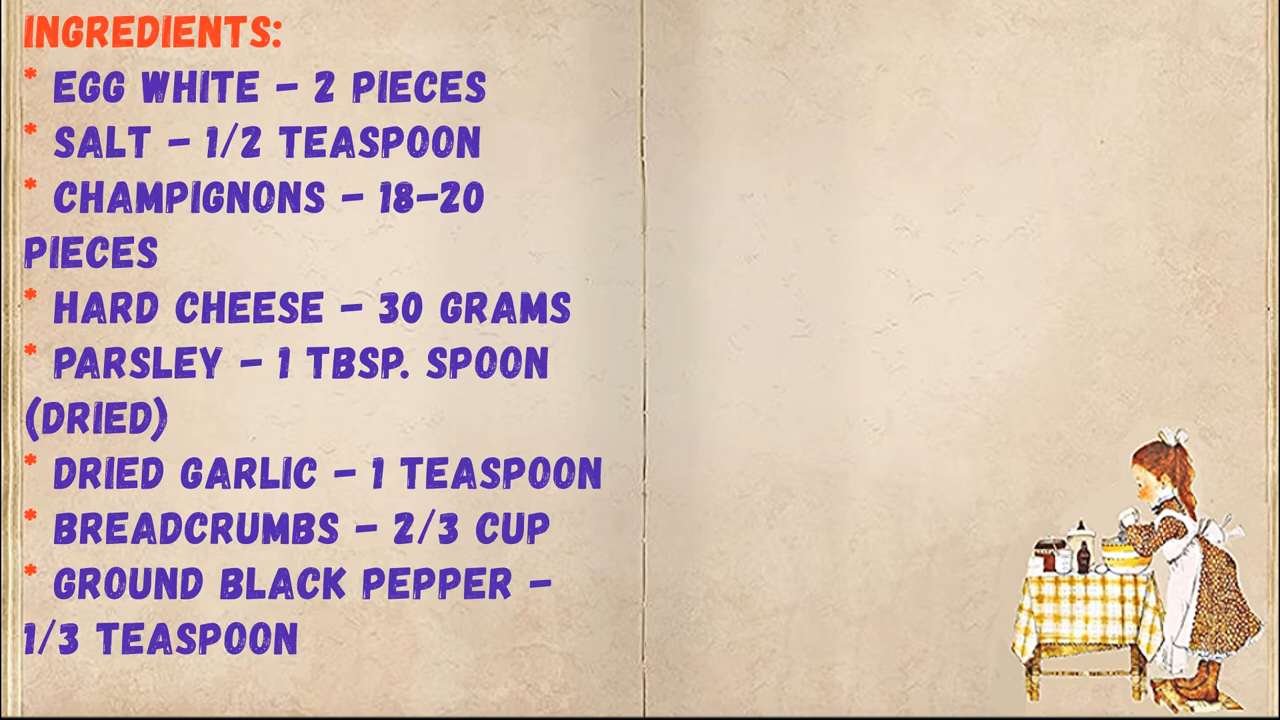 INGREDIENTS:
* EGG WHITE – 2 PIECES
* SALT – 1/2 TEASPOON
* CHAMPIGNONS – 18–20
PIECES
* HARD CHEESE – 30 GRAMS
* PARSLEY – 1 TBSP. SPOON
(DRIED)
* DRIED GARLIC – 1 TEASPOON
* BREADCRUMBS – 2/3 CUP
* GROUND BLACK PEPPER –
1/3 TEASPOON